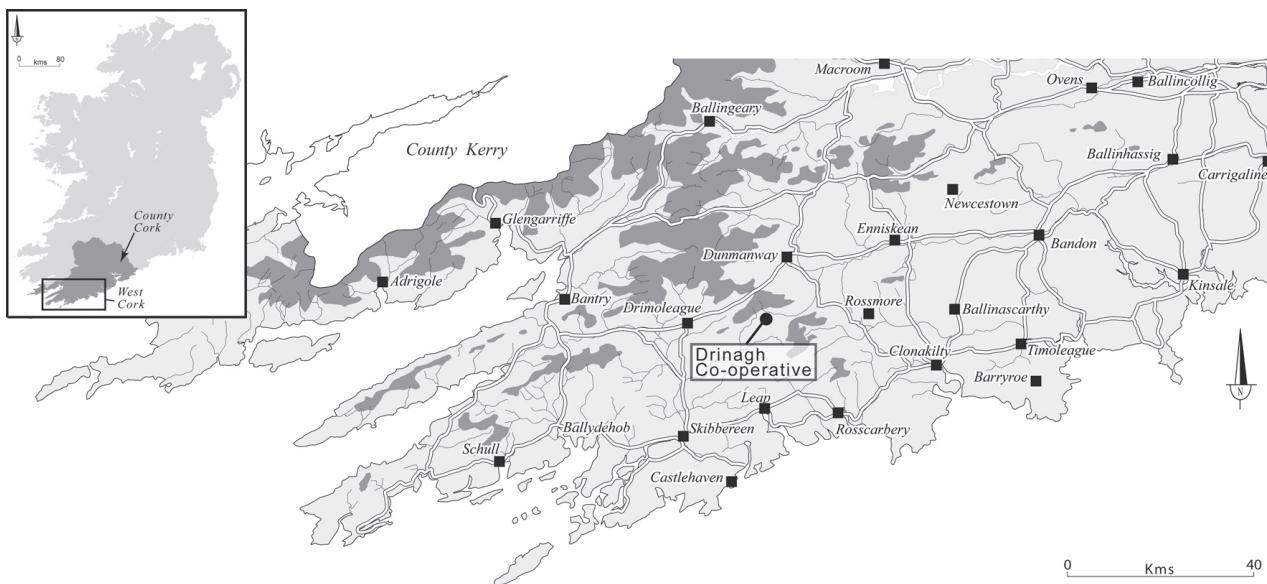 N
0 kms 80
County
Cork
West
Cork
County Kerry
Macroom
Ovens
Ballincollig
Ballingeary
Ballinhassig
Carrigaline
Newcestown
Glengarriffe
Enniskean
Bandon
Dunmanway
Adrigole
Kinsale
Bantry
Drimoleague
Rossmore
Ballinascarthy
Drinagh
Co-operative
Clonakilty
Timoleague
Barryroe
Leap
Rosscarbery
Ballydehob
Skibbereen
Schull
Castlehaven
N
0 Kms 40